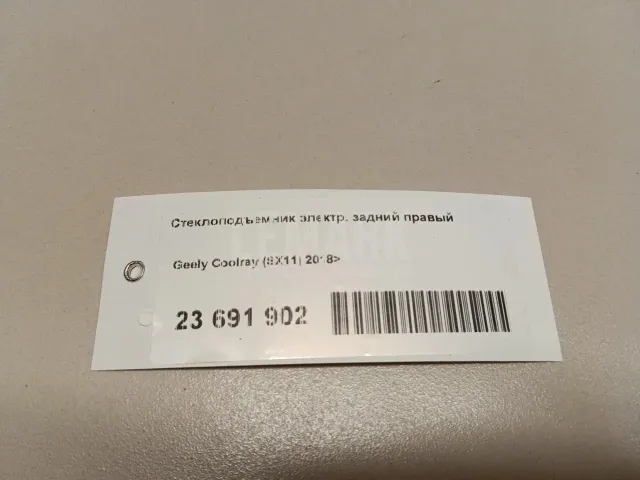 Стеклоподъемник электр. задний правый
Geely Coolray (SX11) 2018>
23 691 902